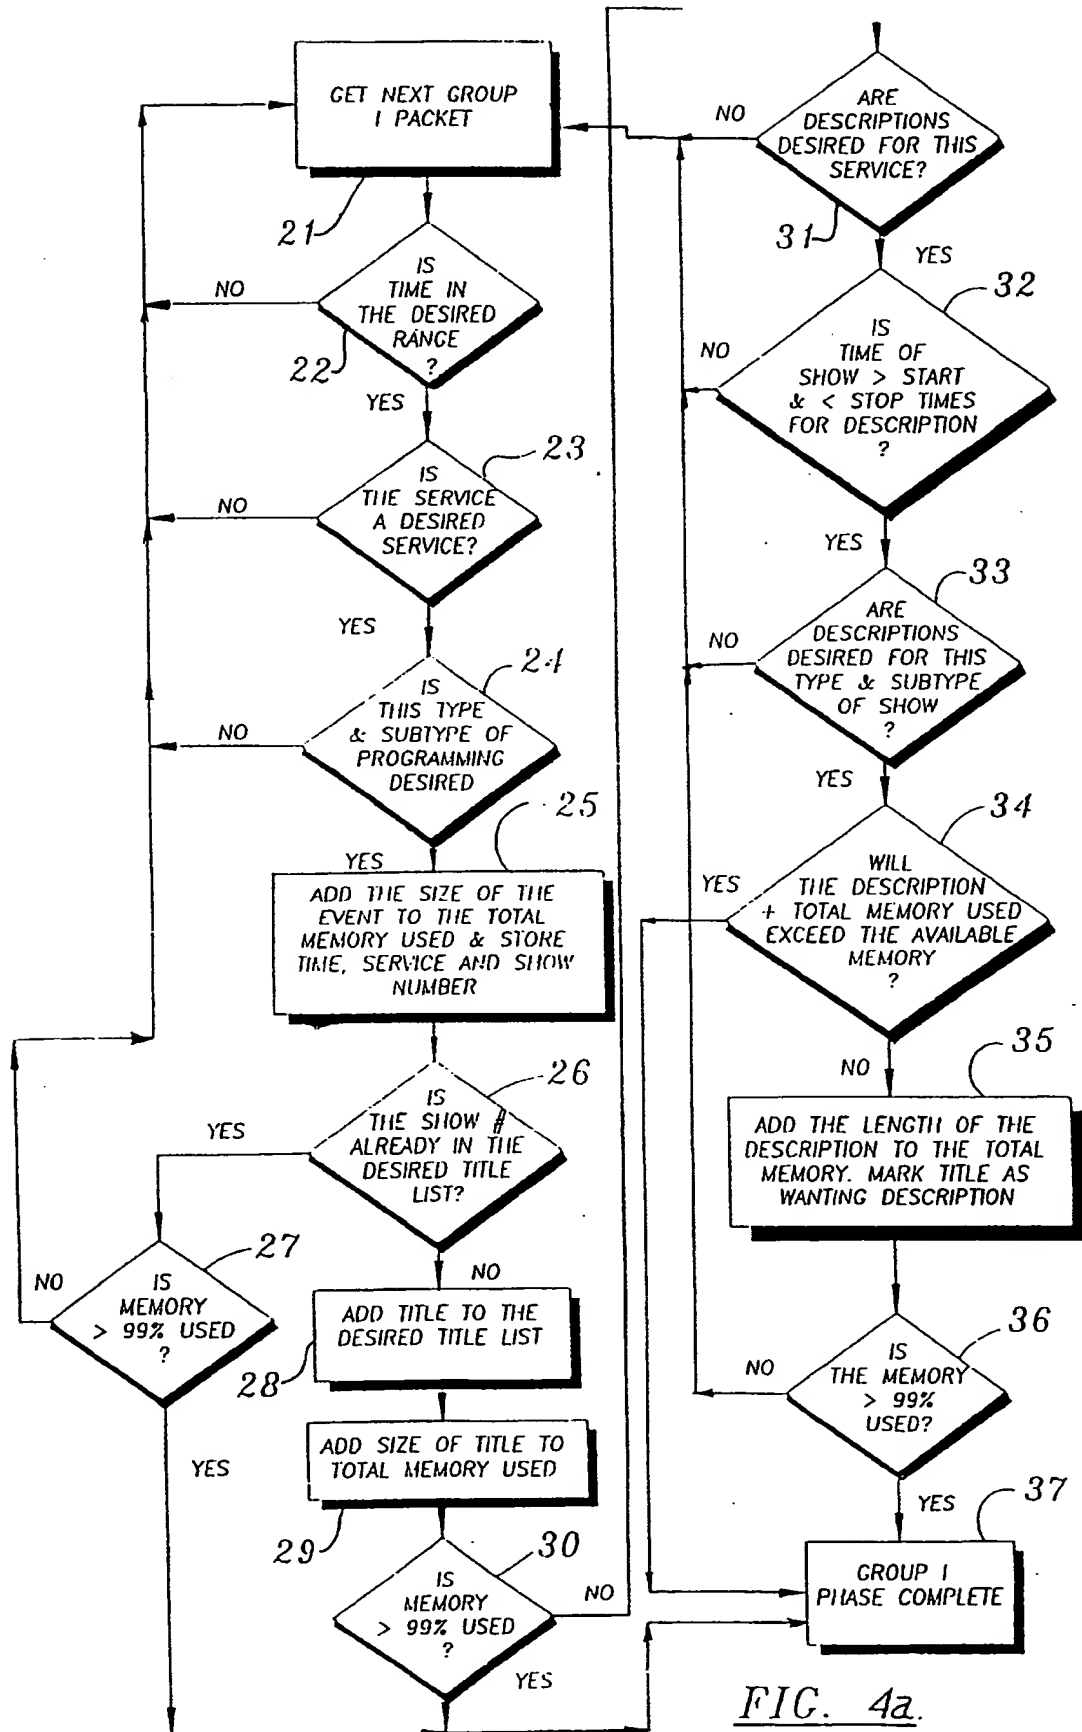 GET NEXT GROUP
1 PACKET
21
IS
TIME IN
THE DESIRED
RANGE
?
22
NO
YES
IS
THE SERVICE
A DESIRED
SERVICE?
23
NO
YES
IS
THIS TYPE
& SUBTYPE OF
PROGRAMMING
DESIRED
24
NO
YES
25
ADD THE SIZE OF THE
EVENT TO THE TOTAL
MEMORY USED & STORE
TIME, SERVICE AND SHOW
NUMBER
IS
THE SHOW #
ALREADY IN THE
DESIRED TITLE
LIST?
26
YES
NO
IS
MEMORY
> 99% USED
?
27
NO
YES
ADD TITLE TO THE
DESIRED TITLE LIST
28
ADD SIZE OF TITLE TO
TOTAL MEMORY USED
29
IS
MEMORY
> 99% USED
?
30
NO
YES
ARE
DESCRIPTIONS
DESIRED FOR THIS
SERVICE?
31
NO
YES
IS
TIME OF
SHOW > START
& < STOP TIMES
FOR DESCRIPTION
?
32
NO
YES
ARE
DESCRIPTIONS
DESIRED FOR THIS
TYPE & SUBTYPE
OF SHOW
?
33
NO
YES
WILL
THE DESCRIPTION
+ TOTAL MEMORY USED
EXCEED THE AVAILABLE
MEMORY
?
34
YES
NO
35
ADD THE LENGTH OF THE
DESCRIPTION TO THE TOTAL
MEMORY. MARK TITLE AS
WANTING DESCRIPTION
IS
THE MEMORY
> 99%
USED?
36
NO
YES
37
GROUP 1
PHASE COMPLETE
FIG. 4a.